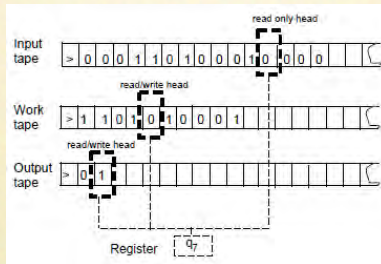 read only head
Input tape
> 0 0 0 1 1 0 1 0 0 0 1 0 0 0 0
read/write head
Work tape
> 1 1 0 1 0 1 0 0 0 1
read/write head
Output tape
> 0 1
Register q7